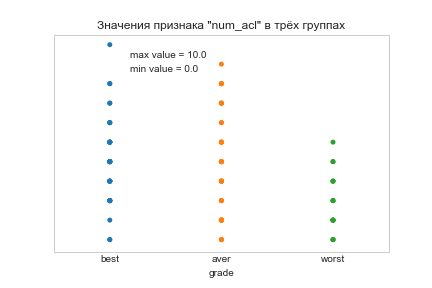 Значения признака "num_acl" в трёх группах
max value = 10.0
min value = 0.0
best aver worst
grade